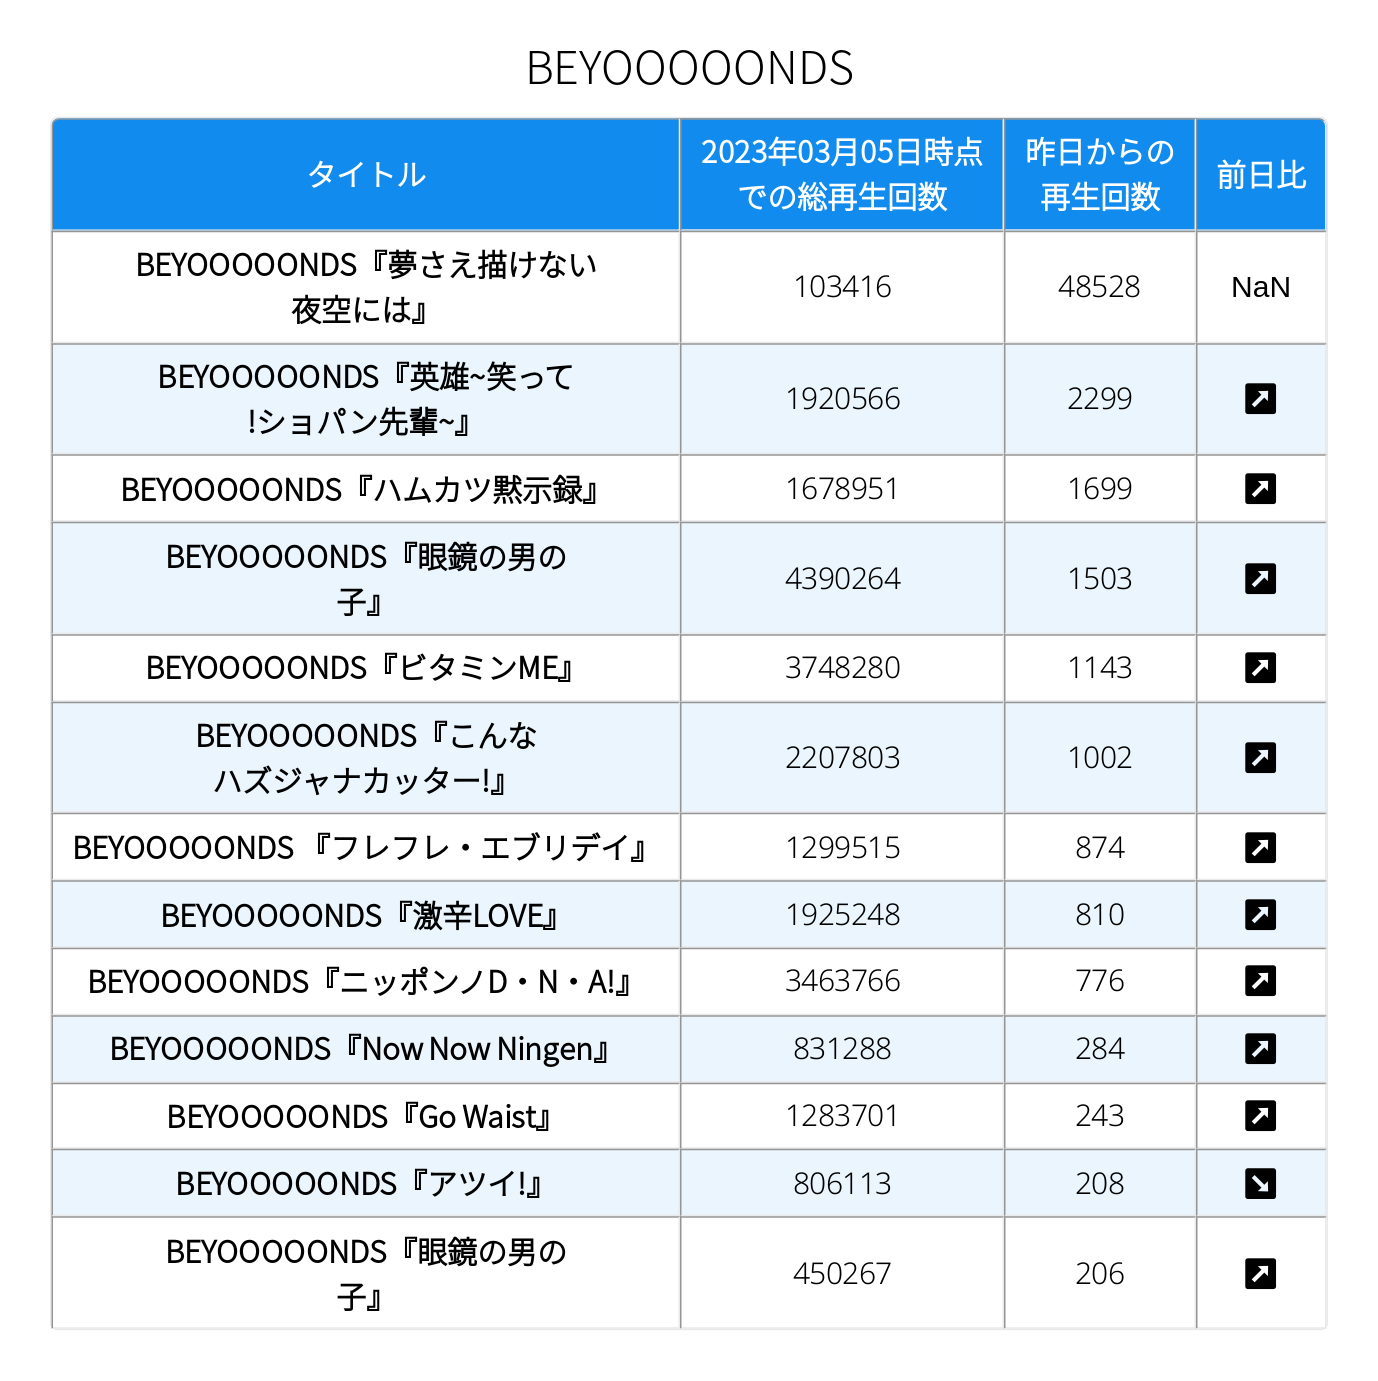 BEYOOOOONDS
タイトル
2023年03月05日時点
での総再生回数
昨日からの
再生回数
前日比
BEYOOOOONDS『夢さえ描けない
夜空には』
103416
48528
NaN
BEYOOOOONDS『英雄~笑って
!ショパン先輩~』
1920566
2299
BEYOOOOONDS『ハムカツ黙示録』
1678951
1699
BEYOOOOONDS『眼鏡の男の
子』
4390264
1503
BEYOOOOONDS『ビタミンME』
3748280
1143
BEYOOOOONDS『こんな
ハズジャナカッター!』
2207803
1002
BEYOOOOONDS 『フレフレ・エブリデイ』
1299515
874
BEYOOOOONDS『激辛LOVE』
1925248
810
BEYOOOOONDS『ニッポンノD・N・A!』
3463766
776
BEYOOOOONDS『Now Now Ningen』
831288
284
BEYOOOOONDS『Go Waist』
1283701
243
BEYOOOOONDS『アツイ!』
806113
208
BEYOOOOONDS『眼鏡の男の
子』
450267
206